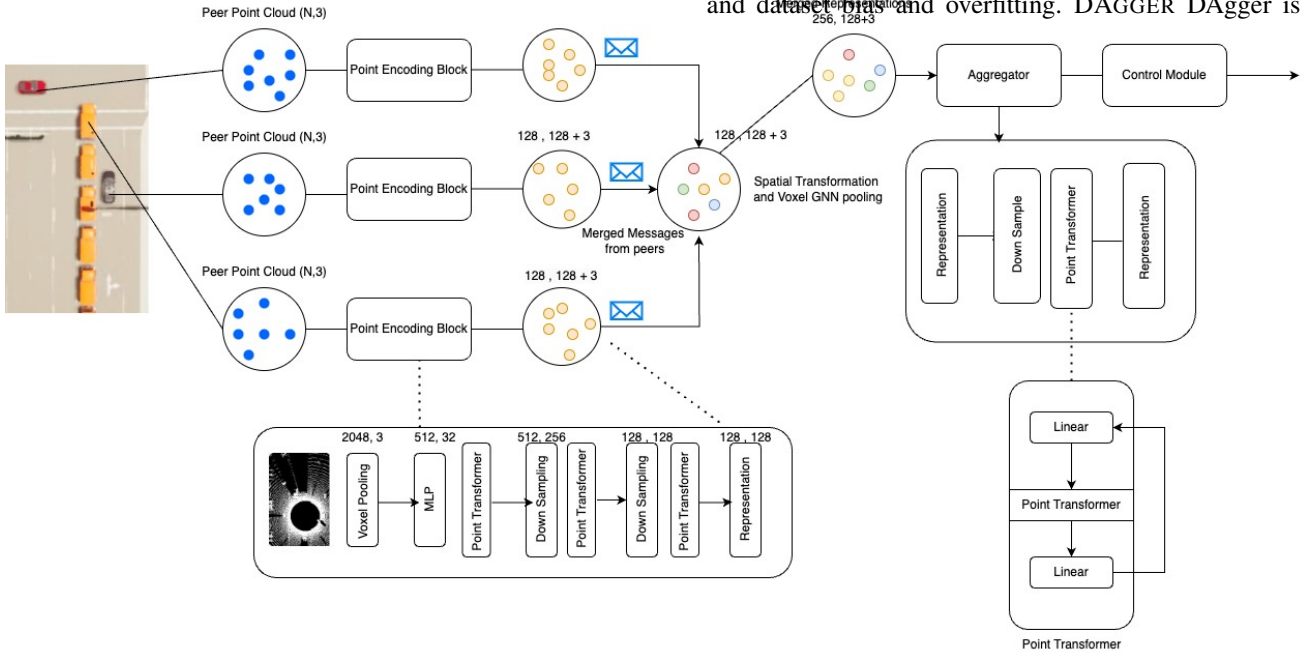 and dataset bias and overfitting. DAGGER DAgger is
Merged Representations
256, 128+3
Peer Point Cloud (N,3)
Point Encoding Block
Aggregator
Control Module
Peer Point Cloud (N,3)
128 , 128 + 3
128 , 128 + 3
Point Encoding Block
Spatial Transformation
and Voxel GNN pooling
Merged Messages
from peers
Representation
Down Sample
Point Transformer
Representation
Peer Point Cloud (N,3)
128 , 128 + 3
Point Encoding Block
2048, 3
512, 32
512, 256
128 , 128
128 , 128
Voxel Pooling
MLP
Point Transformer
Down Sampling
Point Transformer
Down Sampling
Point Transformer
Representation
Linear
Point Transformer
Linear
Point Transformer